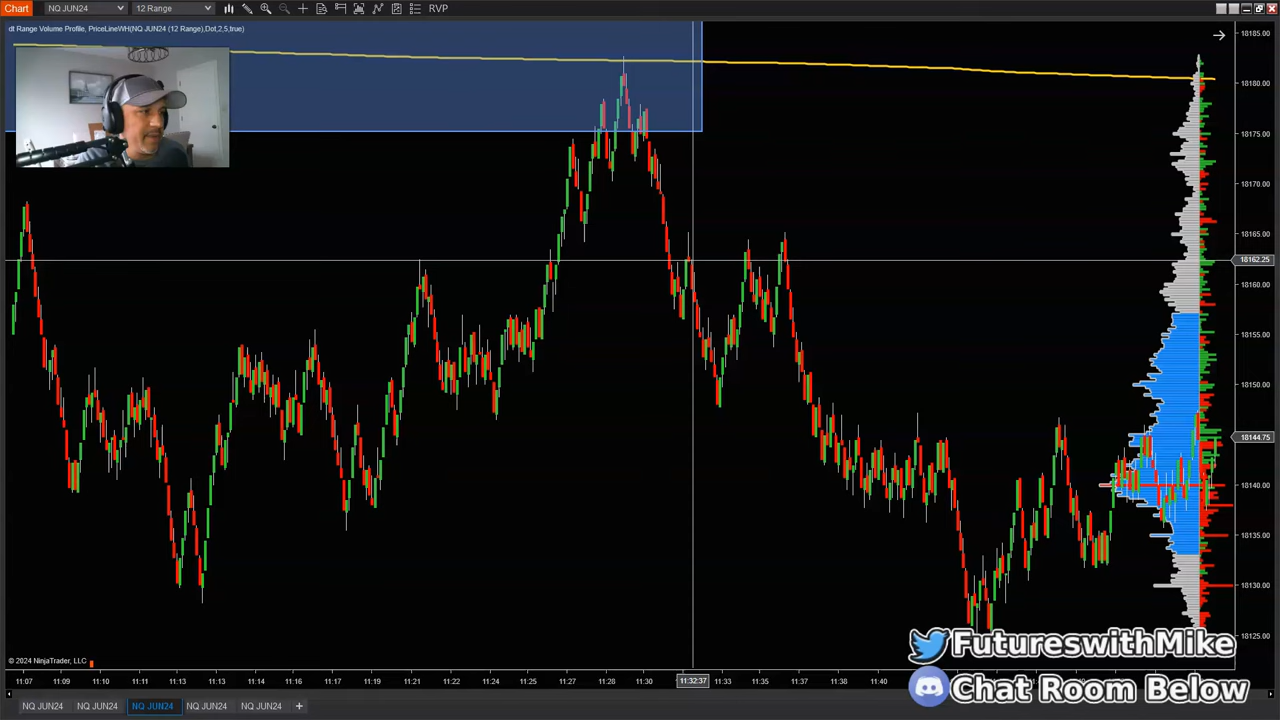 Chart NQ JUN24 12 Range RVP
dt Range Volume Profile, PriceLineWH(NQ JUN24 (12 Range),Dot,2,5,true)
18185.00
18180.00
18175.00
18170.00
18165.00
18162.25
18160.00
18155.00
18150.00
18144.75
18140.00
18135.00
18130.00
18125.00
FutureswithMike
© 2024 NinjaTrader, LLC
11:07 11:09 11:10 11:12 11:13 11:13 11:14 11:16 11:17 11:19 11:21 11:22 11:24 11:25 11:27 11:28 11:30 11:32:37 11:33 11:35 11:37 11:38 11:40
Chat Room Below
NQ JUN24 NQ JUN24 NQ JUN24 NQ JUN24 NQ JUN24 +